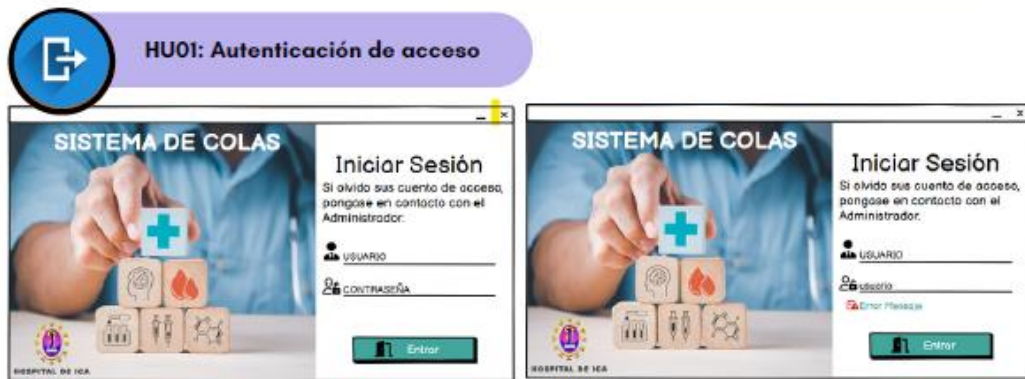 HU01: Autenticación de acceso
SISTEMA DE COLAS
Iniciar Sesión
Si olvido sus cuenta de acceso,
pongase en contacto con el
Administrador.
USUARIO
CONTRASEÑA
Entrar
HOSPITAL DE ICA
SISTEMA DE COLAS
Iniciar Sesión
Si olvido sus cuenta de acceso,
pongase en contacto con el
Administrador.
USUARIO
usuario
Error Mensaje
Entrar
HOSPITAL DE ICA